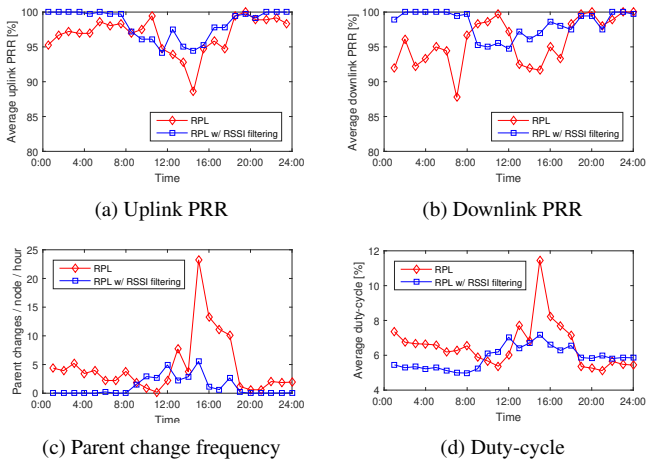 Average uplink PRR [%]
100
95
90
85
80
RPL
RPL w/ RSSI filtering
0:00 4:00 8:00 12:00 16:00 20:00 24:00
Time
(a) Uplink PRR
Average downlink PRR [%]
100
95
90
85
80
RPL
RPL w/ RSSI filtering
0:00 4:00 8:00 12:00 16:00 20:00 24:00
Time
(b) Downlink PRR
Parent changes / node / hour
25
20
15
10
5
0
RPL
RPL w/ RSSI filtering
0:00 4:00 8:00 12:00 16:00 20:00 24:00
Time
(c) Parent change frequency
Average duty-cycle [%]
12
10
8
6
4
RPL
RPL w/ RSSI filtering
0:00 4:00 8:00 12:00 16:00 20:00 24:00
Time
(d) Duty-cycle